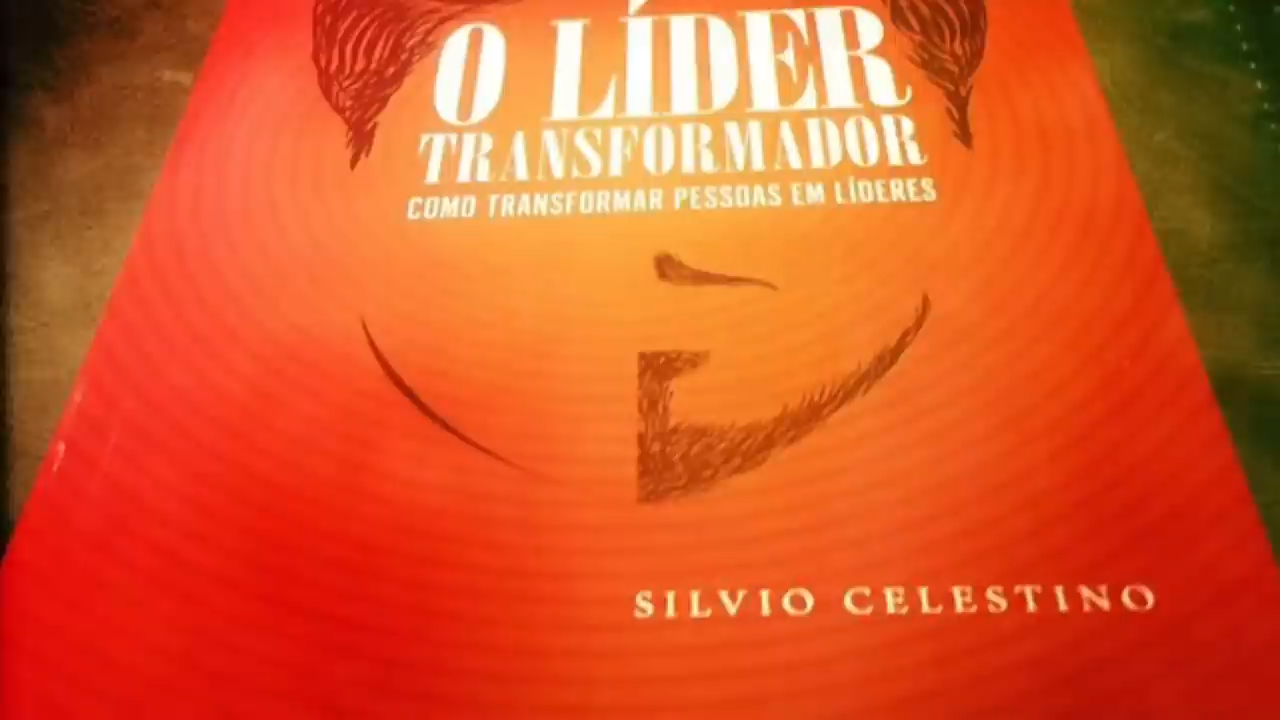 O LÍDER
TRANSFORMADOR
COMO TRANSFORMAR PESSOAS EM LÍDERES
SILVIO CELESTINO